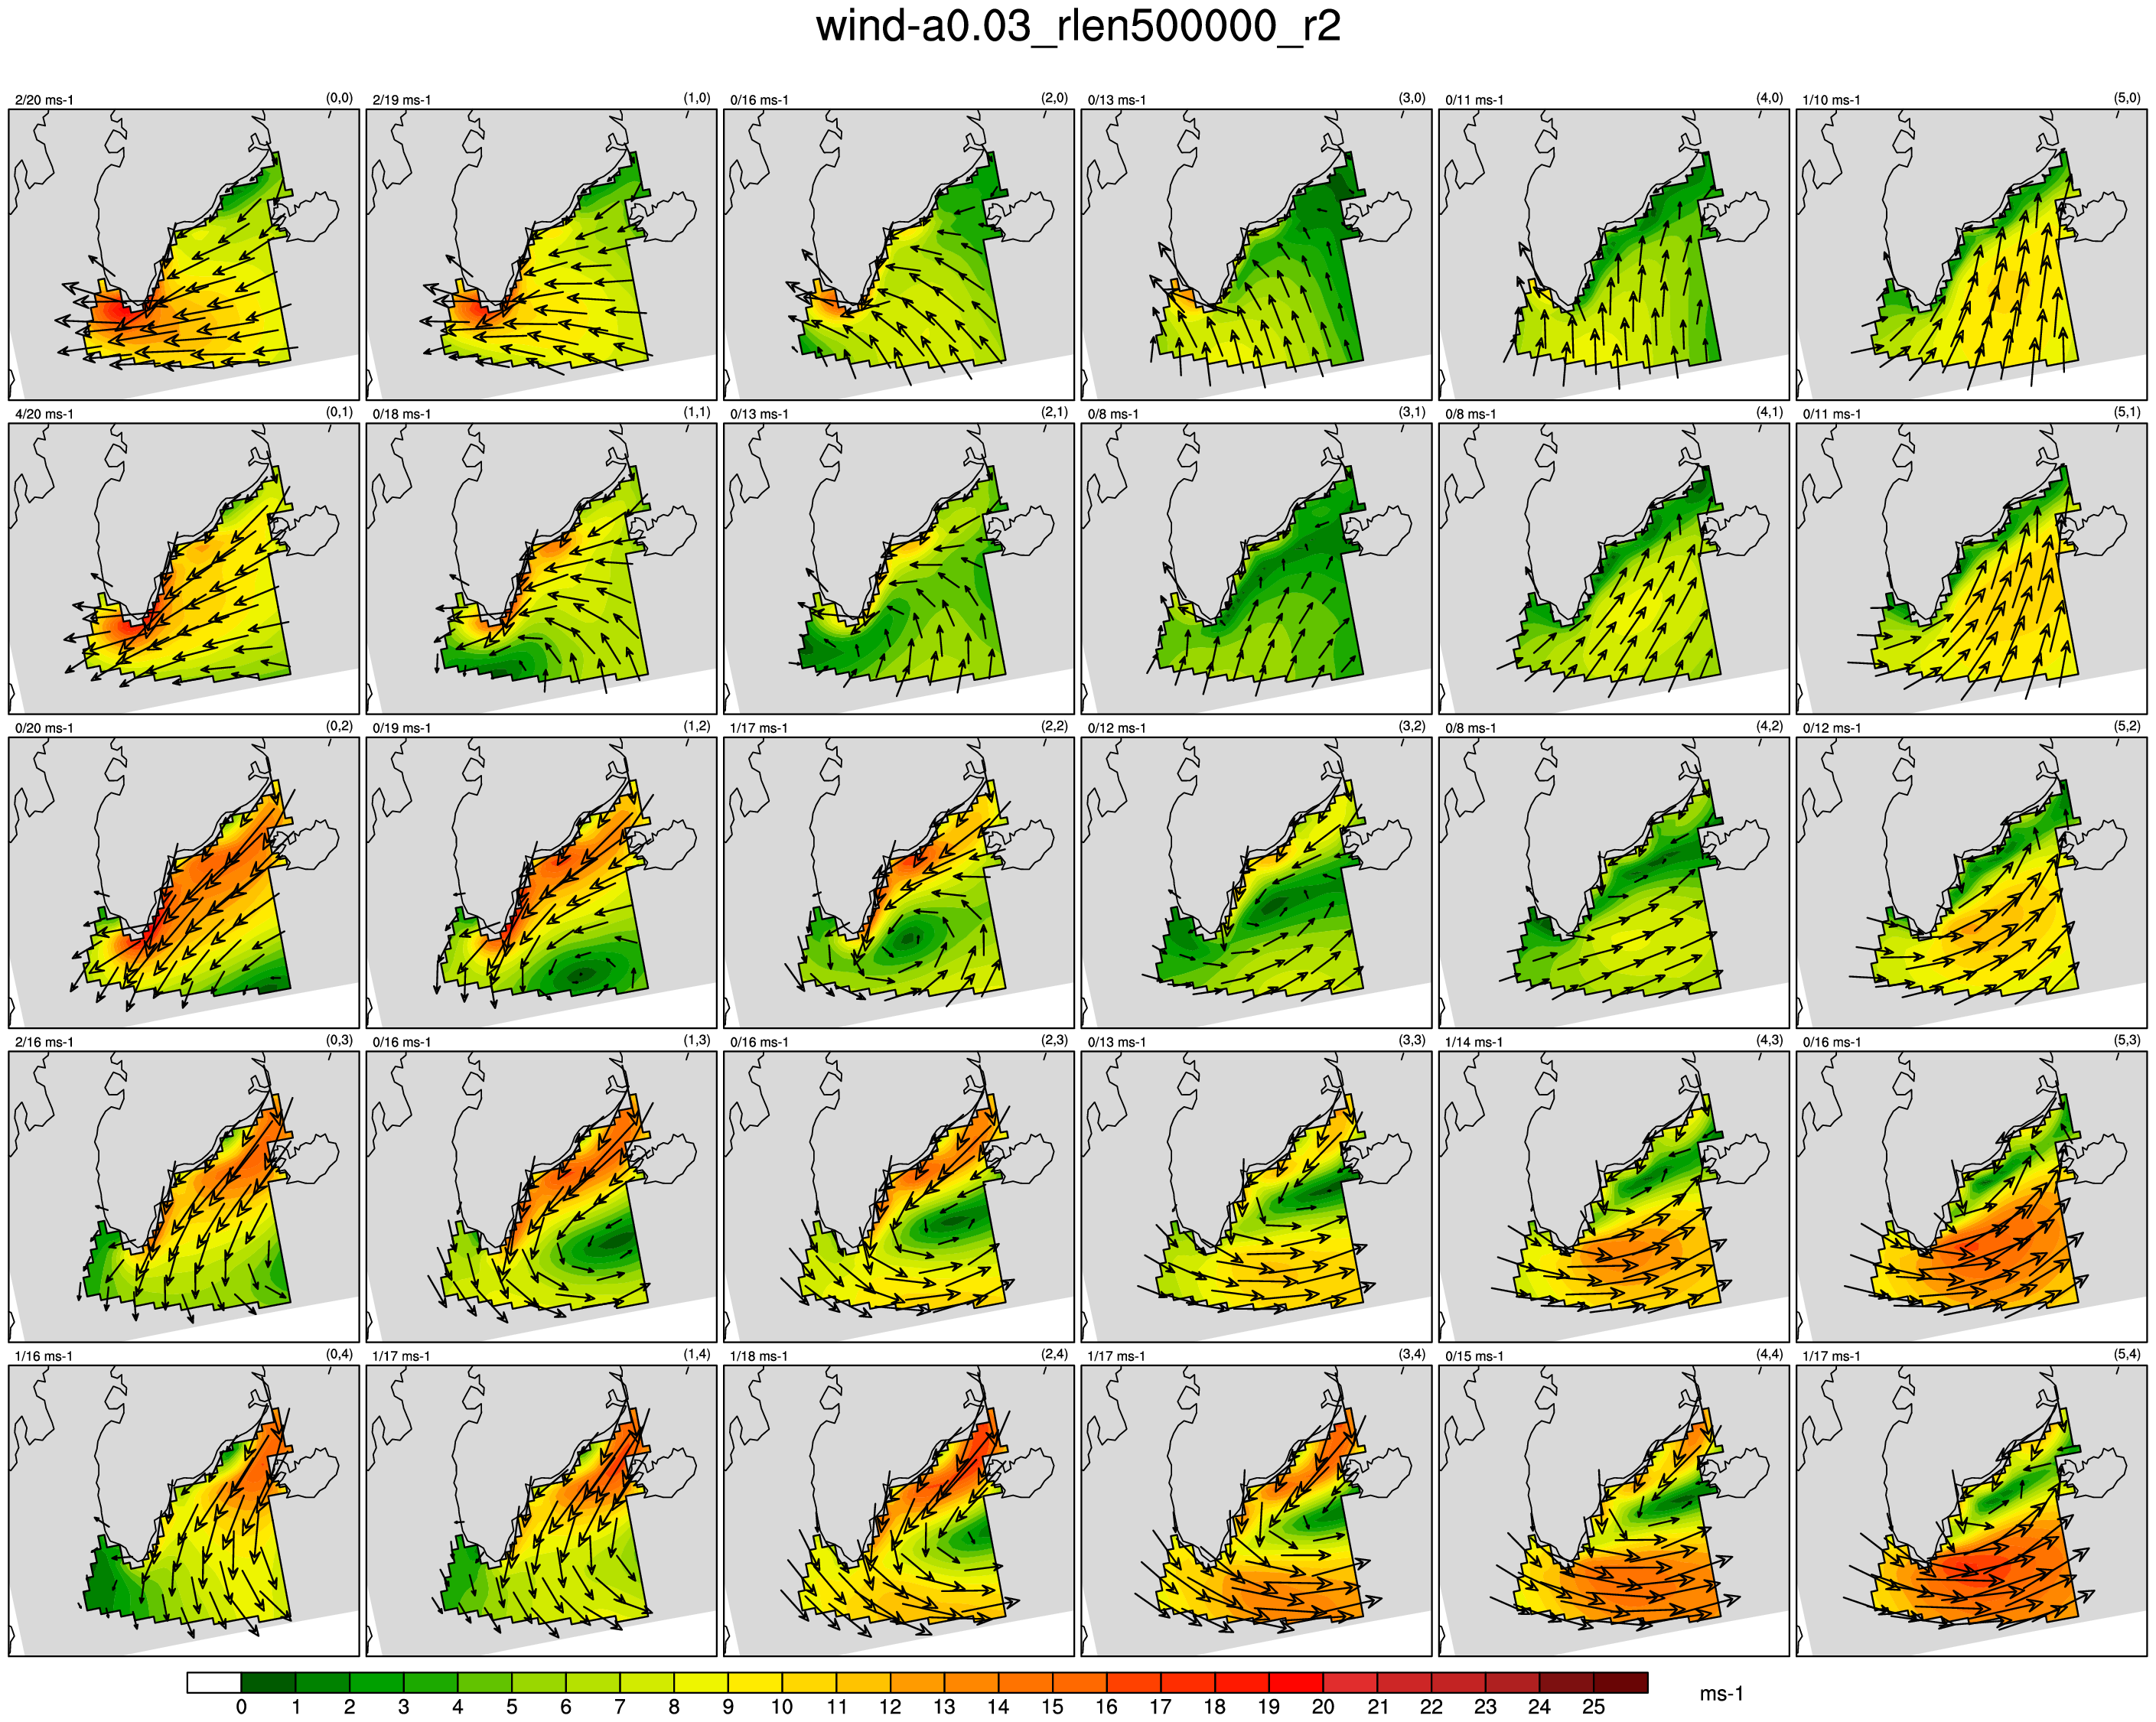 wind-a0.03_rlen500000_r2
2/20 ms-1 (0,0) 2/19 ms-1 (1,0) 0/16 ms-1 (2,0) 0/13 ms-1 (3,0) 0/11 ms-1 (4,0) 1/10 ms-1 (5,0)
4/20 ms-1 (0,1) 0/18 ms-1 (1,1) 0/13 ms-1 (2,1) 0/8 ms-1 (3,1) 0/8 ms-1 (4,1) 0/11 ms-1 (5,1)
0/20 ms-1 (0,2) 0/19 ms-1 (1,2) 1/17 ms-1 (2,2) 0/12 ms-1 (3,2) 0/8 ms-1 (4,2) 0/12 ms-1 (5,2)
2/16 ms-1 (0,3) 0/16 ms-1 (1,3) 0/16 ms-1 (2,3) 0/13 ms-1 (3,3) 1/14 ms-1 (4,3) 0/16 ms-1 (5,3)
1/16 ms-1 (0,4) 1/17 ms-1 (1,4) 1/18 ms-1 (2,4) 1/17 ms-1 (3,4) 0/15 ms-1 (4,4) 1/17 ms-1 (5,4)
0 1 2 3 4 5 6 7 8 9 10 11 12 13 14 15 16 17 18 19 20 21 22 23 24 25 ms-1